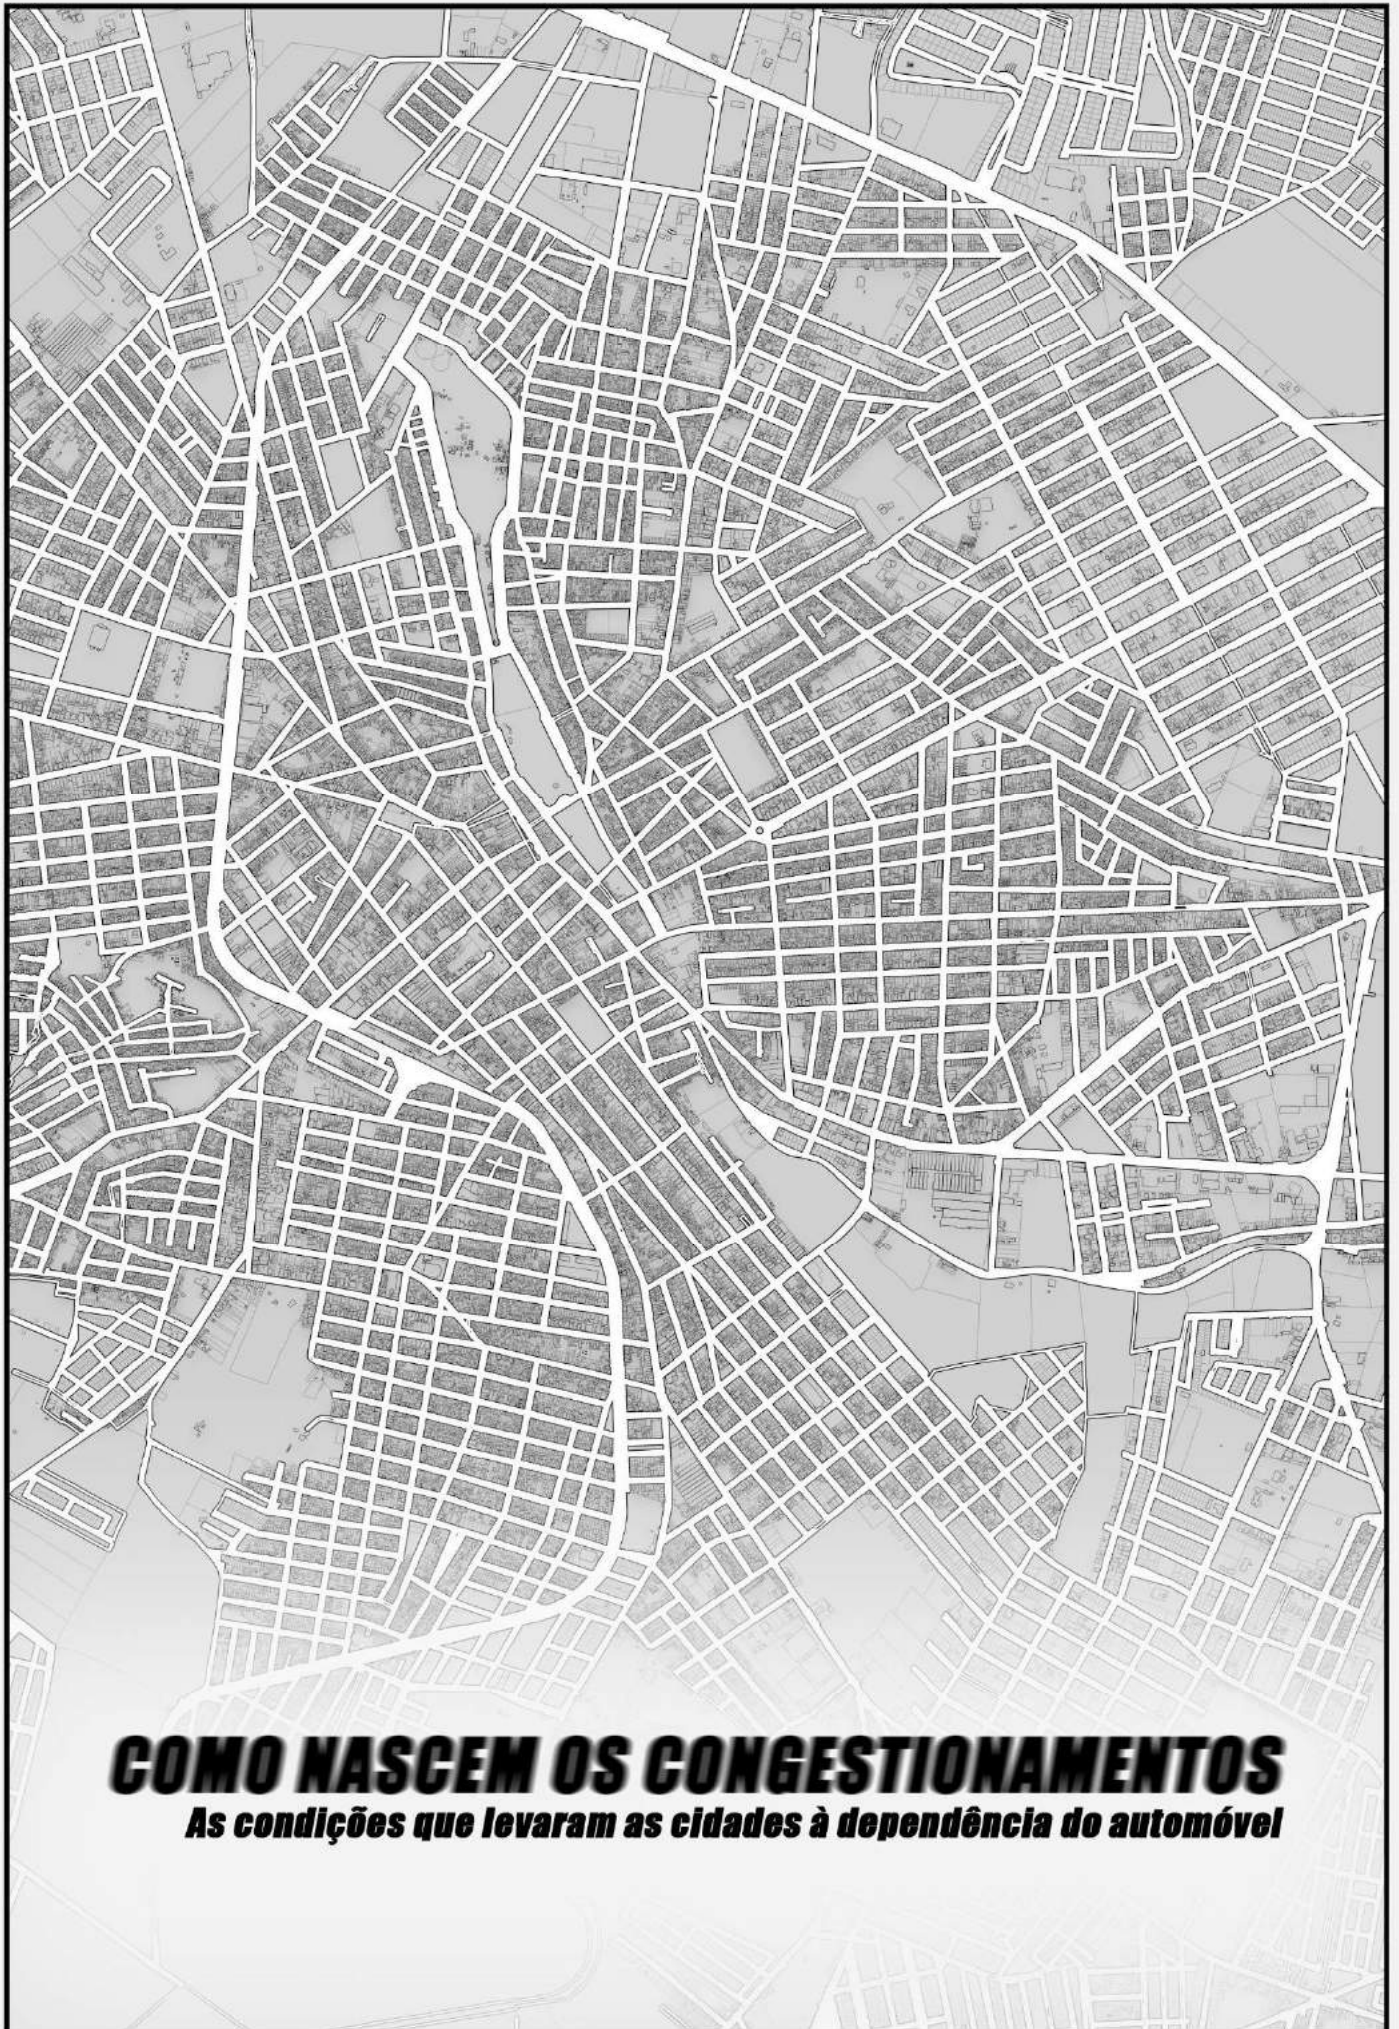 COMO NASCEM OS CONGESTIONAMENTOS
As condições que levaram as cidades à dependência do automóvel